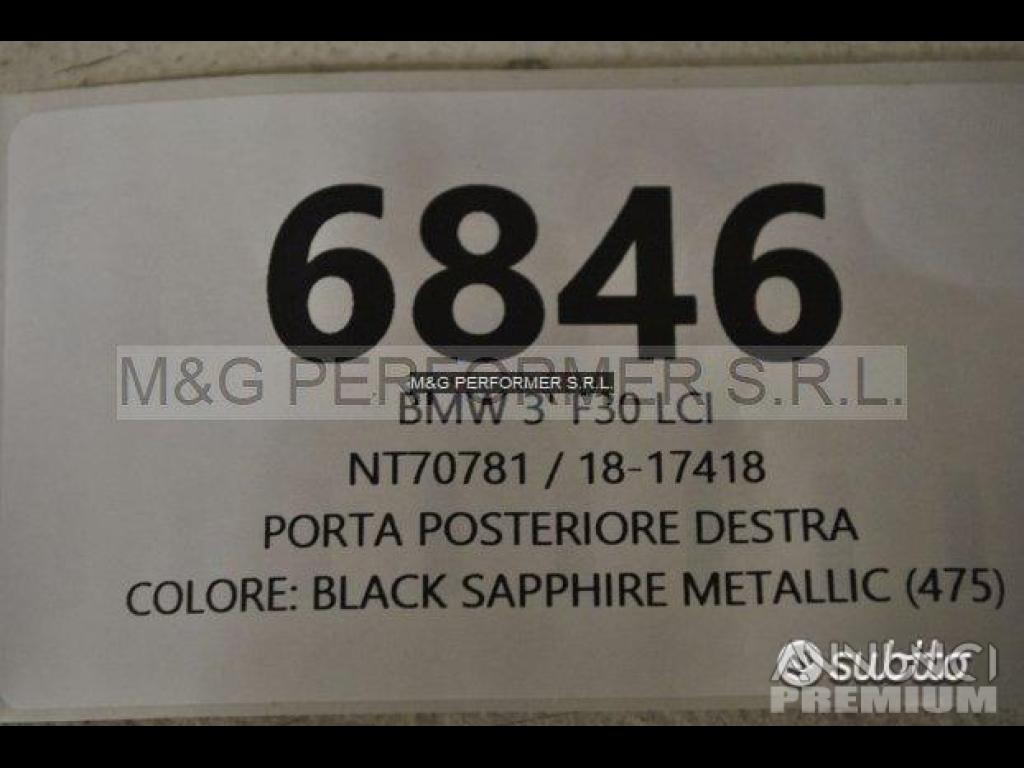 6846
M&G PERFORMER S.R.L.
M&G PERFORMER S.R.L.
BMW 3 F30 LCI
NT70781 / 18-17418
PORTA POSTERIORE DESTRA
COLORE: BLACK SAPPHIRE METALLIC (475)
subito
PREMIUM